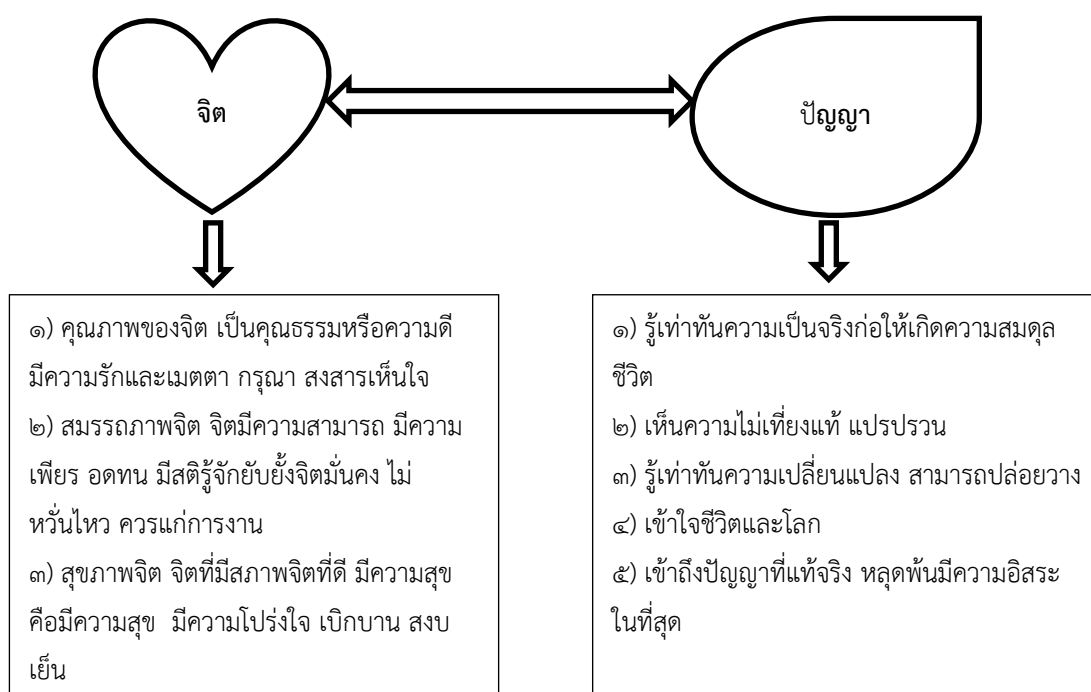 จิต
ปัญญา
๑) คุณภาพของจิต เป็นคุณธรรมหรือความดี
มีความรักและเมตตา กรุณา สงสารเห็นใจ
๒) สมรรถภาพจิต จิตมีความสามารถ มีความ
เพียร อดทน มีสติรู้จักยับยั้งจิตมั่นคง ไม่
หวั่นไหว ควรแก่การงาน
๓) สุขภาพจิต จิตที่มีสภาพจิตที่ดี มีความสุข
คือมีความสุข  มีความโปร่งใจ เบิกบาน สงบ
เย็น
๑) รู้เท่าทันความเป็นจริงก่อให้เกิดความสมดุล
ชีวิต
๒) เห็นความไม่เที่ยงแท้ แปรปรวน
๓) รู้เท่าทันความเปลี่ยนแปลง สามารถปล่อยวาง
๔) เข้าใจชีวิตและโลก
๕) เข้าถึงปัญญาที่แท้จริง หลุดพ้นมีความอิสระ
ในที่สุด